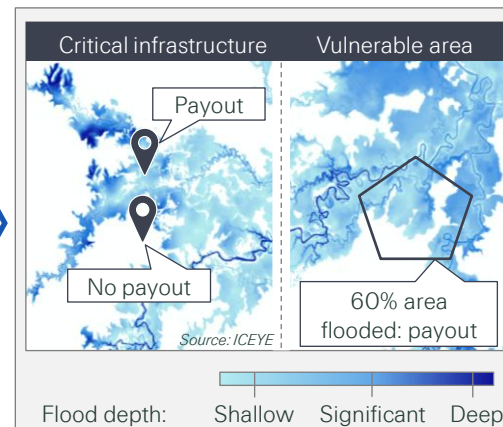 Critical infrastructure
Vulnerable area
Payout
No payout
Source: ICEYE
60% area
flooded: payout
Flood depth:
Shallow
Significant
Deep